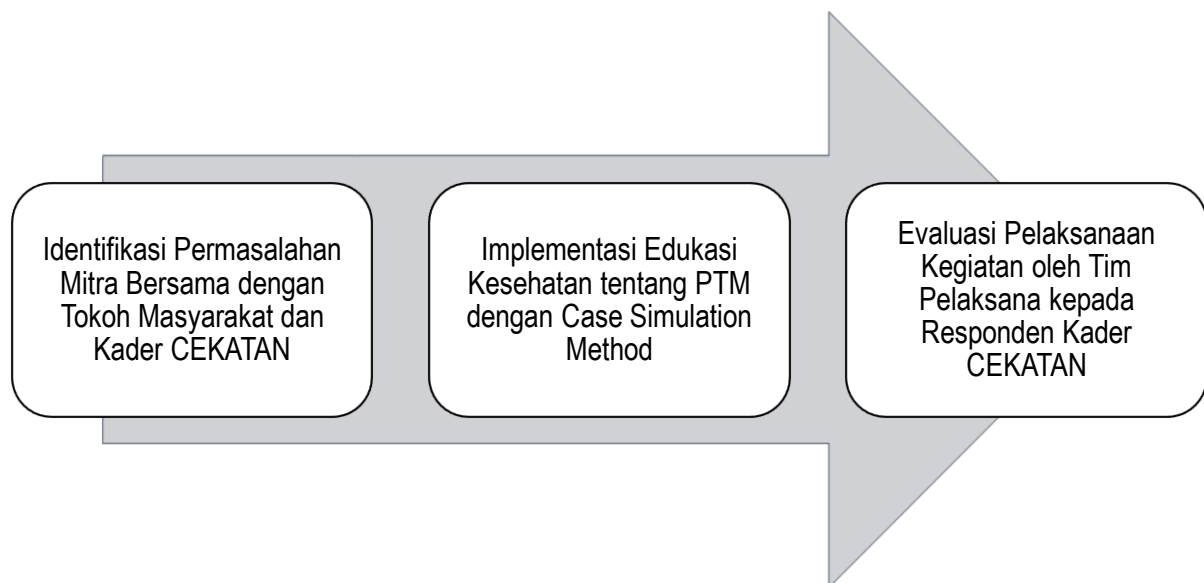 Identifikasi Permasalahan
Mitra Bersama dengan
Tokoh Masyarakat dan
Kader CEKATAN
Implementasi Edukasi
Kesehatan tentang PTM
dengan Case Simulation
Method
Evaluasi Pelaksanaan
Kegiatan oleh Tim
Pelaksana kepada
Responden Kader
CEKATAN